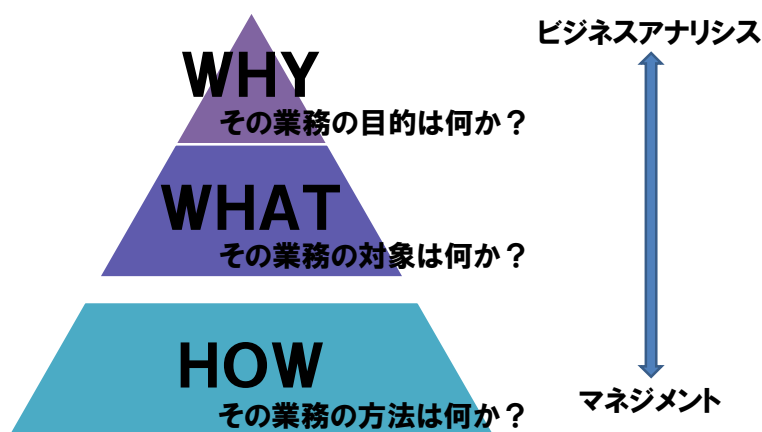 WHY
その業務の目的は何か？
WHAT
その業務の対象は何か？
HOW
その業務の方法は何か？
ビジネスアナリシス
マネジメント